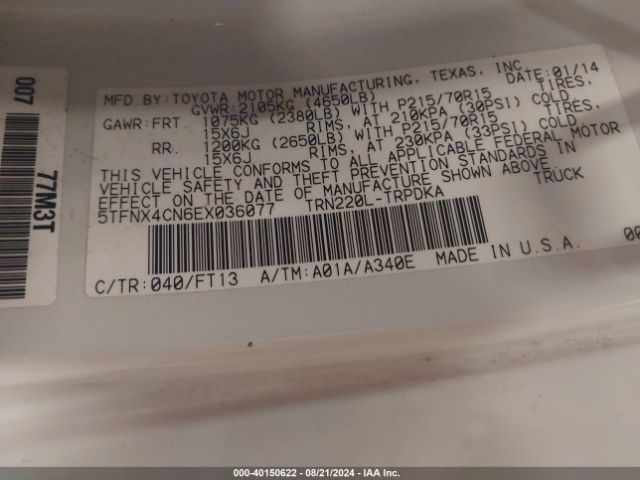 MFD.BY:TOYOTA MOTOR MANUFACTURING, TEXAS, INC.
GVWR:2105KG (4650LB) DATE:01/14
GAWR:FRT. 1075KG (2380LB) WITH P215/70R15 TIRES,
15X6J RIMS, AT 210KPA (30PSI) COLD.
RR. 1200KG (2650LB) WITH P215/70R15 TIRES,
15X6J RIMS, AT 230KPA (33PSI) COLD.
THIS VEHICLE CONFORMS TO ALL APPLICABLE FEDERAL MOTOR
VEHICLE SAFETY AND THEFT PREVENTION STANDARDS IN
EFFECT ON THE DATE OF MANUFACTURE SHOWN ABOVE.
5TFNX4CN6EX036077 TRN220L-TRPDKA TRUCK
C/TR:040/FT13 A/TM:A01A/A340E MADE IN U.S.A.
00
007
77M3T
000-40150622 - 08/21/2024 - IAA Inc.